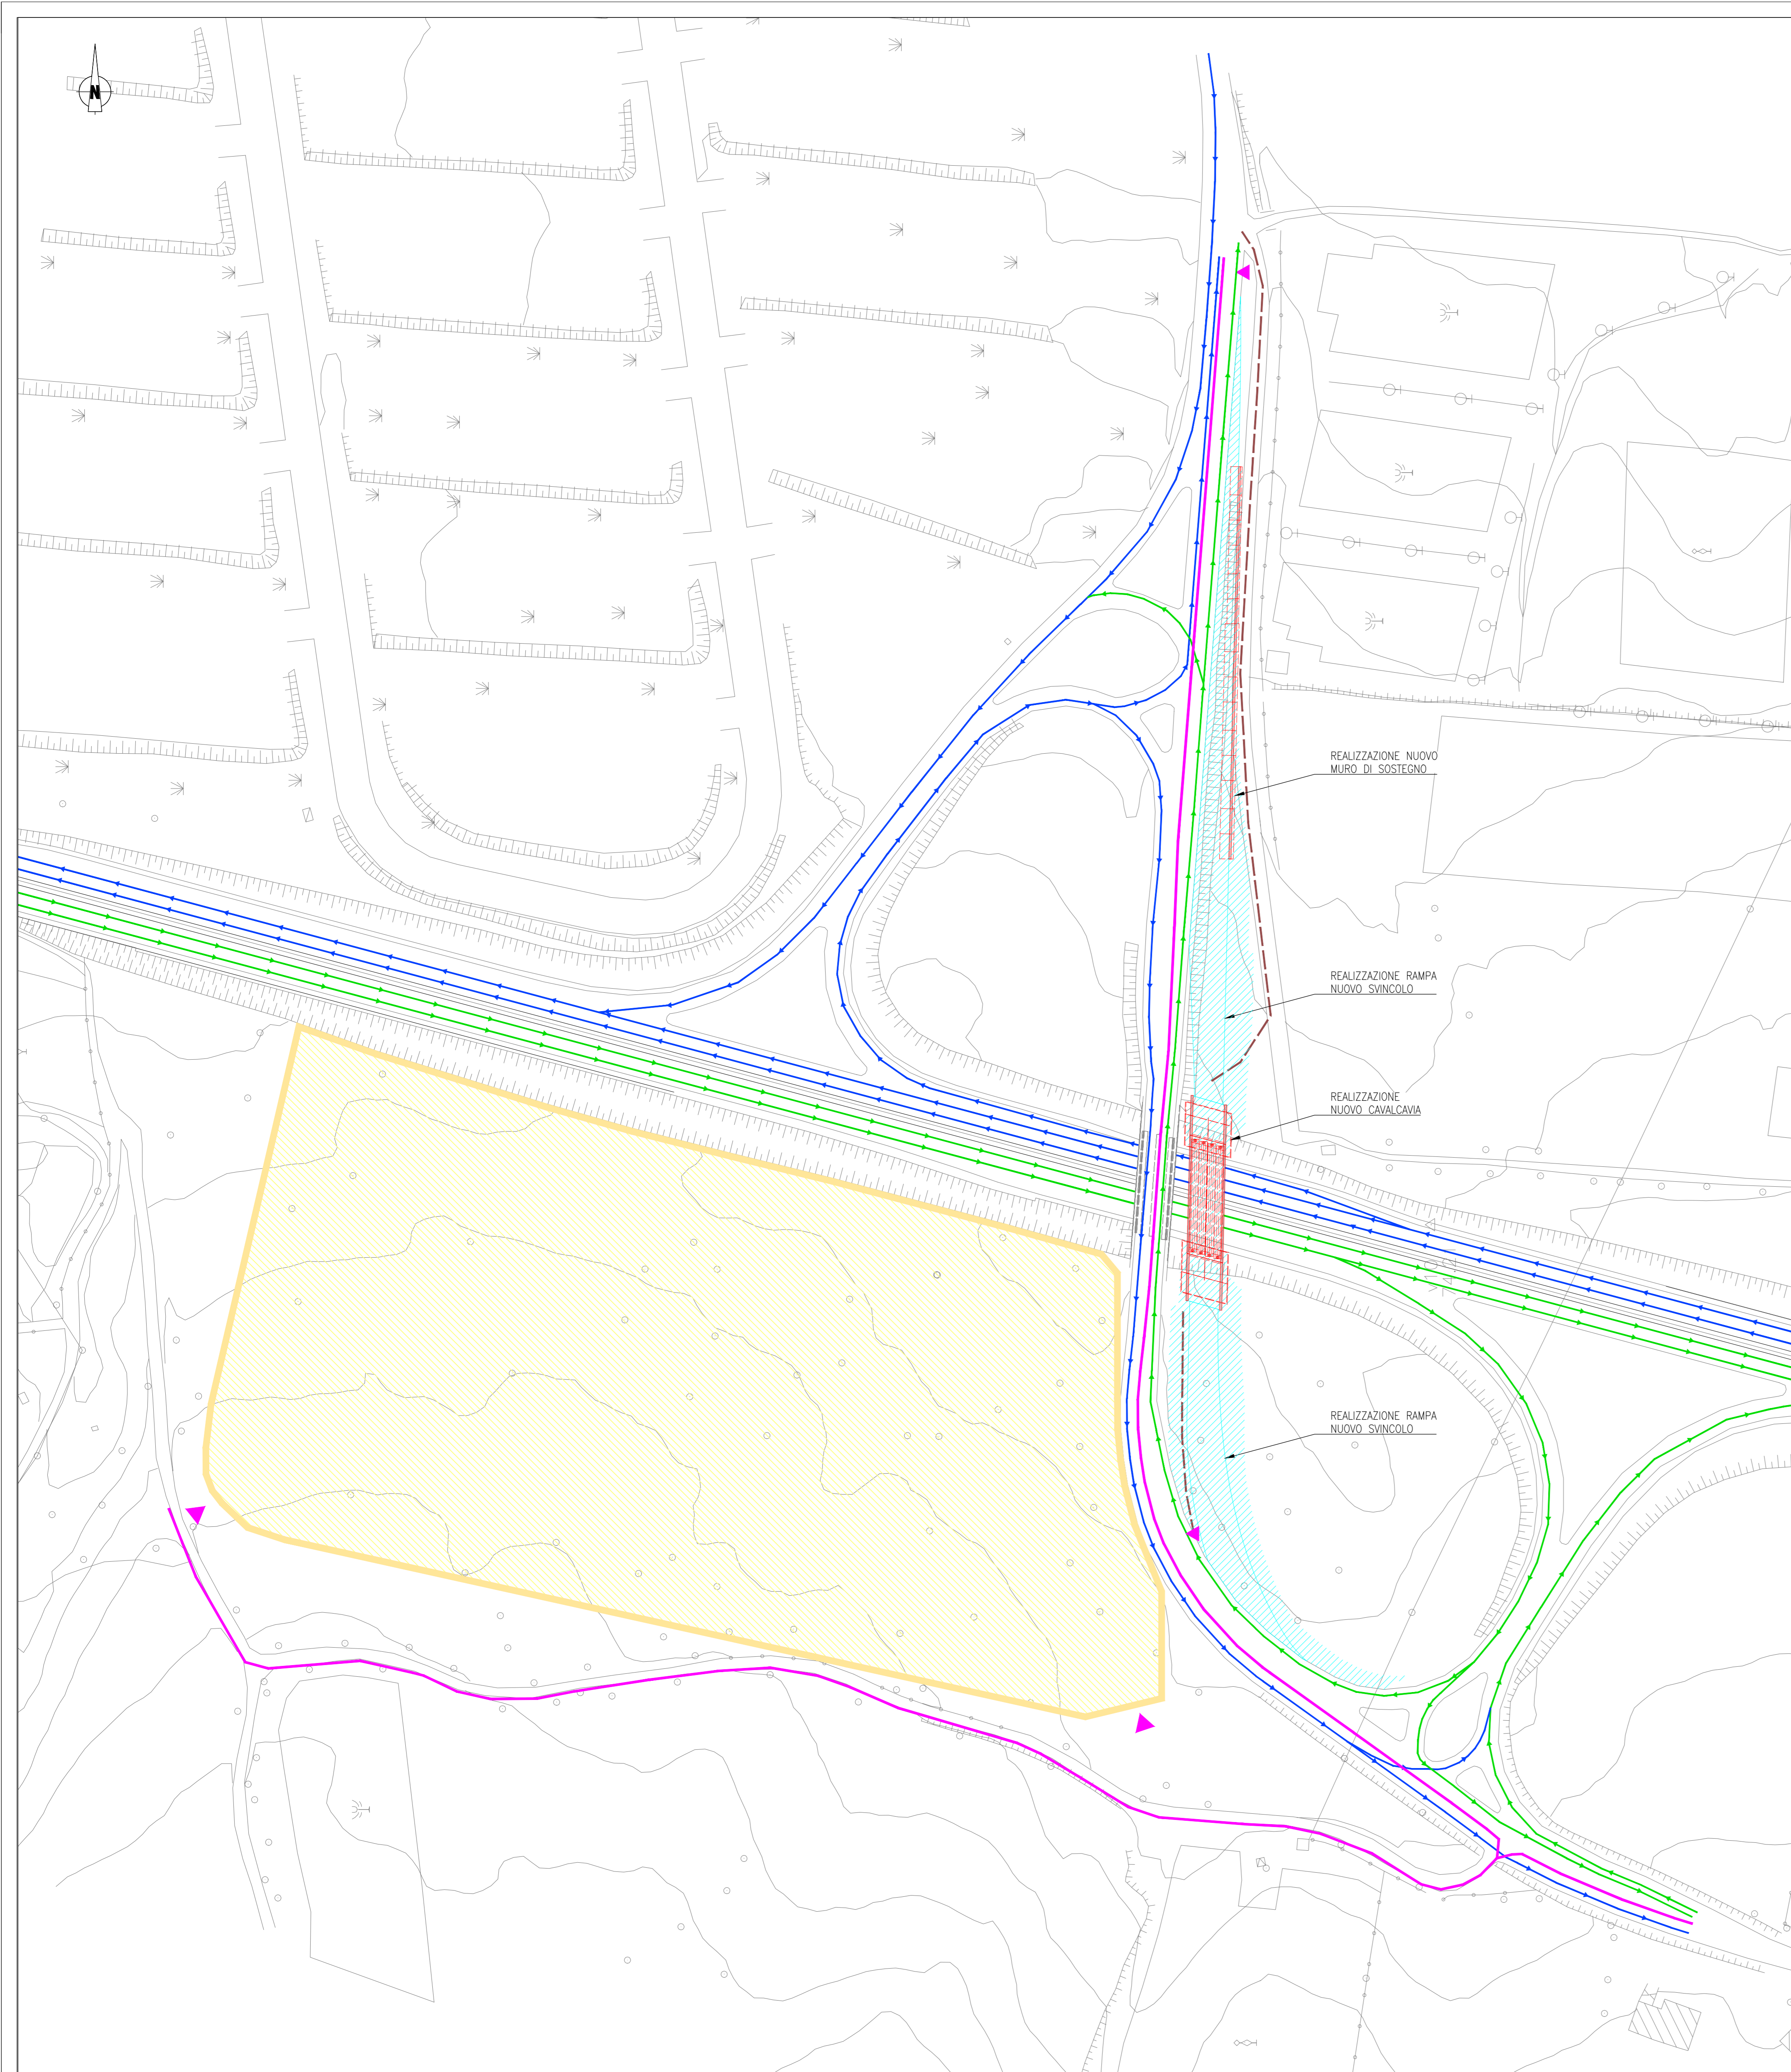 N
REALIZZAZIONE NUOVO
MURO DI SOSTEGNO
REALIZZAZIONE RAMPA
NUOVO SVINCOLO
REALIZZAZIONE
NUOVO CAVALCAVIA
REALIZZAZIONE RAMPA
NUOVO SVINCOLO